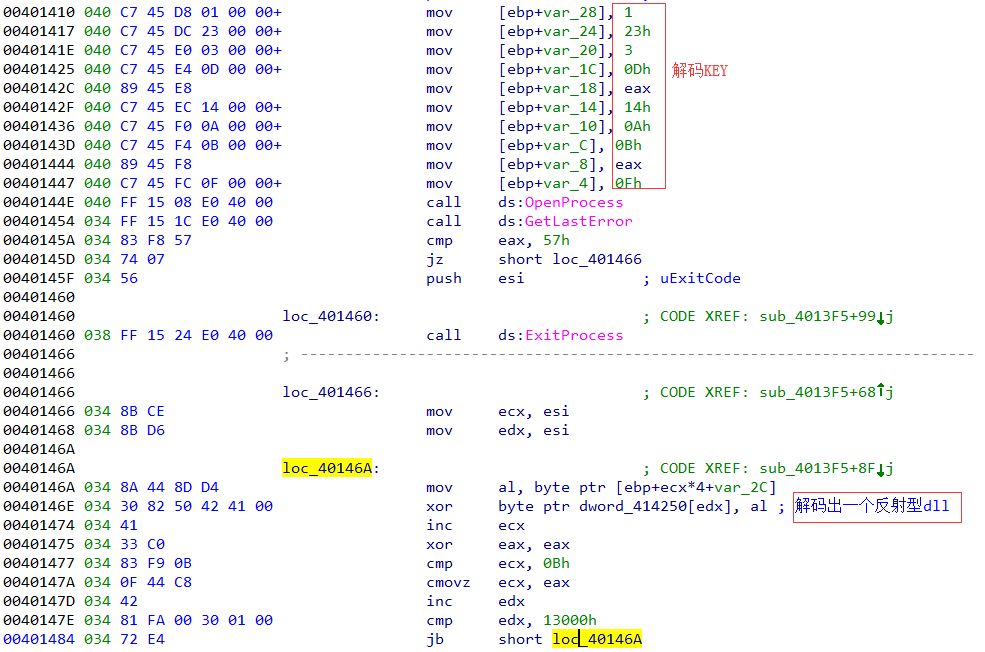 00401410 040 C7 45 D8 01 00 00+ mov [ebp+var_28], 1
00401417 040 C7 45 DC 23 00 00+ mov [ebp+var_24], 23h
0040141E 040 C7 45 E0 03 00 00+ mov [ebp+var_20], 3
00401425 040 C7 45 E4 0D 00 00+ mov [ebp+var_1C], 0Dh 解码KEY
0040142C 040 89 45 E8 mov [ebp+var_18], eax
0040142F 040 C7 45 EC 14 00 00+ mov [ebp+var_14], 14h
00401436 040 C7 45 F0 0A 00 00+ mov [ebp+var_10], 0Ah
0040143D 040 C7 45 F4 0B 00 00+ mov [ebp+var_C], 0Bh
00401444 040 89 45 F8 mov [ebp+var_8], eax
00401447 040 C7 45 FC 0F 00 00+ mov [ebp+var_4], 0Fh
0040144E 040 FF 15 08 E0 40 00 call ds:OpenProcess
00401454 034 FF 15 1C E0 40 00 call ds:GetLastError
0040145A 034 83 F8 57 cmp eax, 57h
0040145D 034 74 07 jz short loc_401466
0040145F 034 56 push esi ; uExitCode
00401460
00401460 loc_401460: ; CODE XREF: sub_4013F5+99↓j
00401460 038 FF 15 24 E0 40 00 call ds:ExitProcess
00401466 ; ---------------------------------------------------------------------------
00401466
00401466 loc_401466: ; CODE XREF: sub_4013F5+68↑j
00401466 034 8B CE mov ecx, esi
00401468 034 8B D6 mov edx, esi
0040146A
0040146A loc_40146A: ; CODE XREF: sub_4013F5+8F↓j
0040146A 034 8A 44 8D D4 mov al, byte ptr [ebp+ecx*4+var_2C]
0040146E 034 30 82 50 42 41 00 xor byte ptr dword_414250[edx], al ; 解码出一个反射型dll
00401474 034 41 inc ecx
00401475 034 33 C0 xor eax, eax
00401477 034 83 F9 0B cmp ecx, 0Bh
0040147A 034 0F 44 C8 cmovz ecx, eax
0040147D 034 42 inc edx
0040147E 034 81 FA 00 30 01 00 cmp edx, 13000h
00401484 034 72 E4 jb short loc_40146A